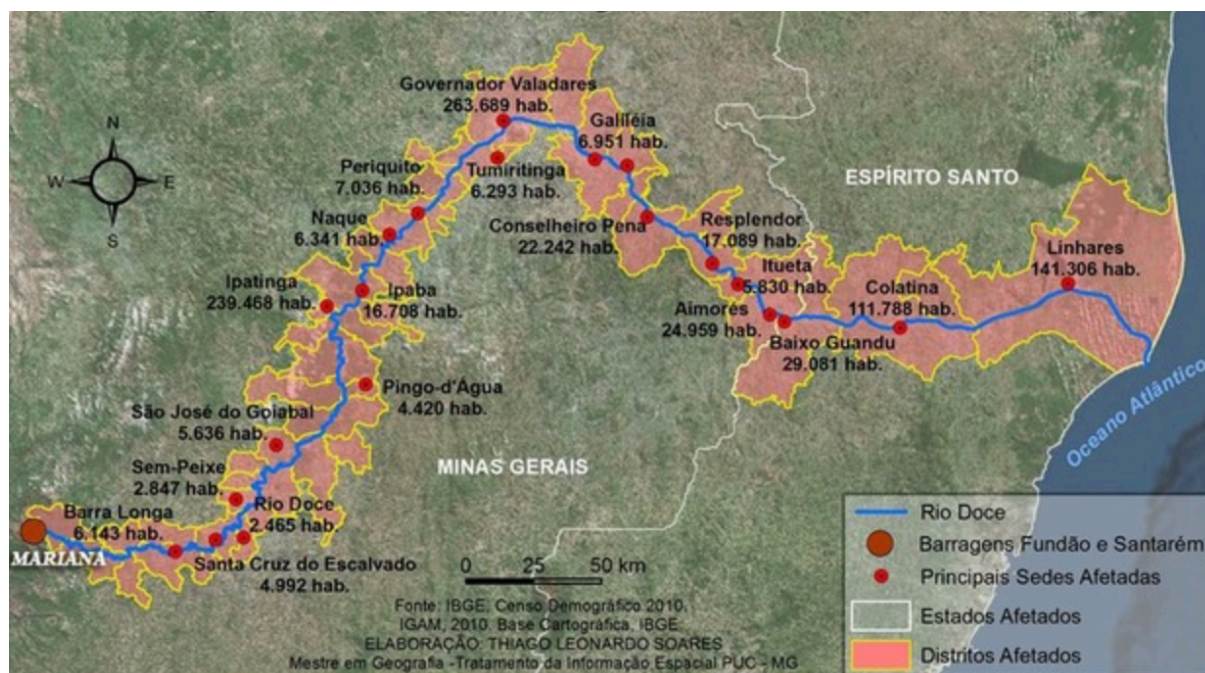 Governador Valadares
263.689 hab.
Galiléia
6.951 hab.
N
W
E
S
Periquito
7.036 hab.
Tumiritinga
6.293 hab.
ESPÍRITO SANTO
Naque
6.341 hab.
Conselheiro Pena
22.242 hab.
Resplendor
17.089 hab.
Linhares
141.306 hab.
Ipatinga
239.468 hab.
Ipaba
16.708 hab.
Itueta
5.830 hab.
Colatina
111.788 hab.
Aimorés
24.959 hab.
Baixo Guandu
29.081 hab.
Pingo-d'Água
4.420 hab.
Oceano Atlântico
São José do Goiabal
5.636 hab.
MINAS GERAIS
Sem-Peixe
2.847 hab.
Barra Longa
6.143 hab.
Rio Doce
2.465 hab.
MARIANA
Santa Cruz do Escalvado
4.992 hab.
0 25 50 km
Fonte: IBGE, Censo Demográfico 2010.
IGAM, 2010. Base Cartográfica, IBGE
ELABORAÇÃO: THIAGO LEONARDO SOARES
Mestre em Geografia -Tratamento da Informação Espacial PUC - MG
Rio Doce
Barragens Fundão e Santarém
Principais Sedes Afetadas
Estados Afetados
Distritos Afetados